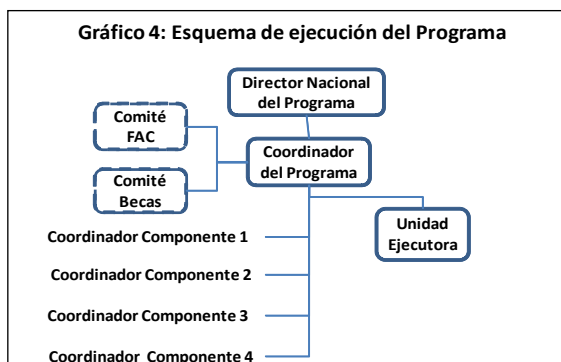 Gráfico 4: Esquema de ejecución del Programa
Director Nacional
del Programa
Comité
FAC
Coordinador
del Programa
Comité
Becas
Unidad
Ejecutora
Coordinador Componente 1
Coordinador Componente 2
Coordinador Componente 3
Coordinador Componente 4